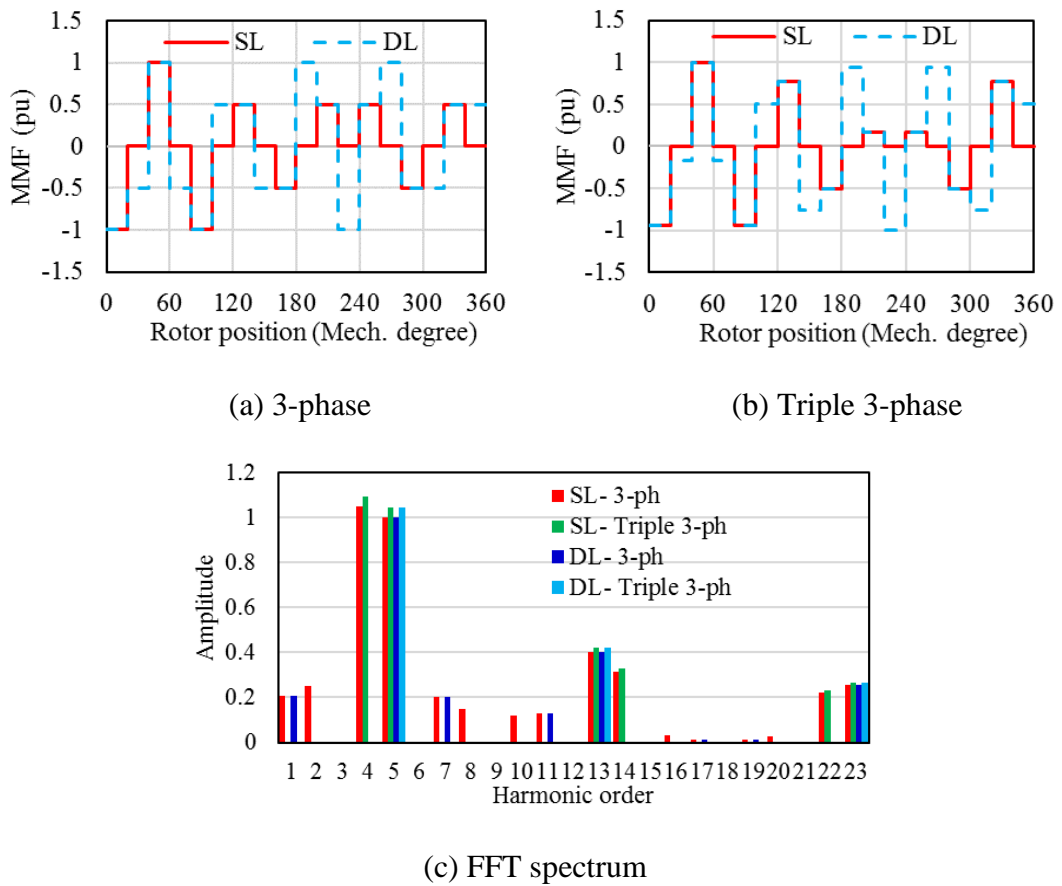 1.5
SL
DL
1
0.5
0
-0.5
-1
-1.5
MMF (pu)
0 60 120 180 240 300 360
Rotor position (Mech. degree)
(a) 3-phase
1.5
SL
DL
1
0.5
0
-0.5
-1
-1.5
MMF (pu)
0 60 120 180 240 300 360
Rotor position (Mech. degree)
(b) Triple 3-phase
1.2
1
0.8
0.6
0.4
0.2
0
Amplitude
SL- 3-ph
SL- Triple 3-ph
DL- 3-ph
DL- Triple 3-ph
1 2 3 4 5 6 7 8 9 10 11 12 13 14 15 16 17 18 19 20 2122 23
Harmonic order
(c) FFT spectrum